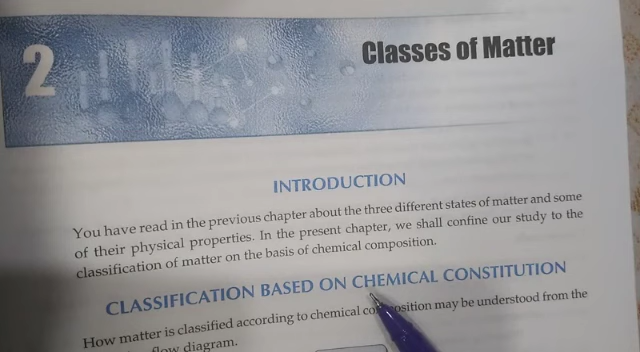 2
Classes of Matter
INTRODUCTION
You have read in the previous chapter about the three different states of matter and some
of their physical properties. In the present chapter, we shall confine our study to the
classification of matter on the basis of chemical composition.
CLASSIFICATION BASED ON CHEMICAL CONSTITUTION
How matter is classified according to chemical composition may be understood from the
flow diagram.